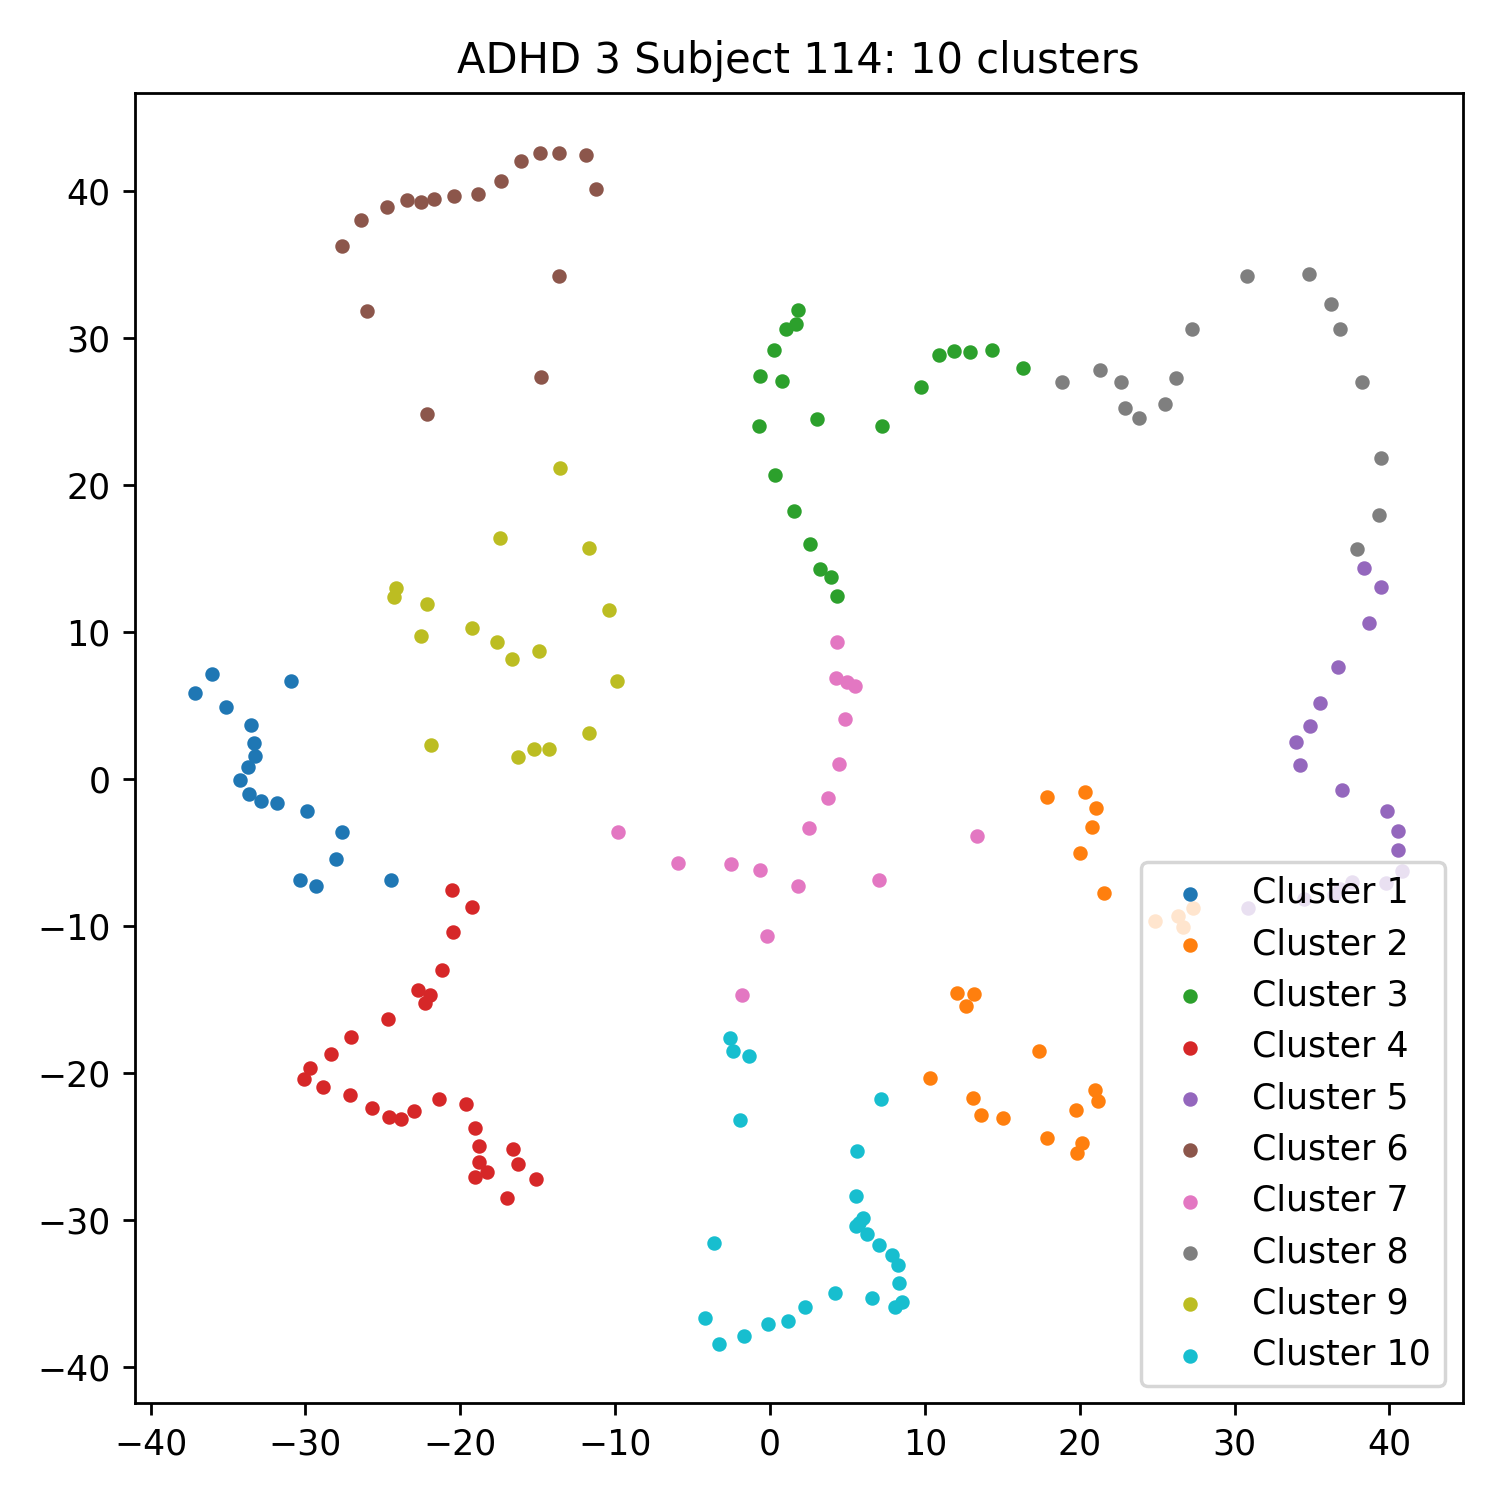 ADHD 3 Subject 114: 10 clusters
40
30
20
10
0
−10
−20
−30
−40
−40 −30 −20 −10 0 10 20 30 40
Cluster 1
Cluster 2
Cluster 3
Cluster 4
Cluster 5
Cluster 6
Cluster 7
Cluster 8
Cluster 9
Cluster 10